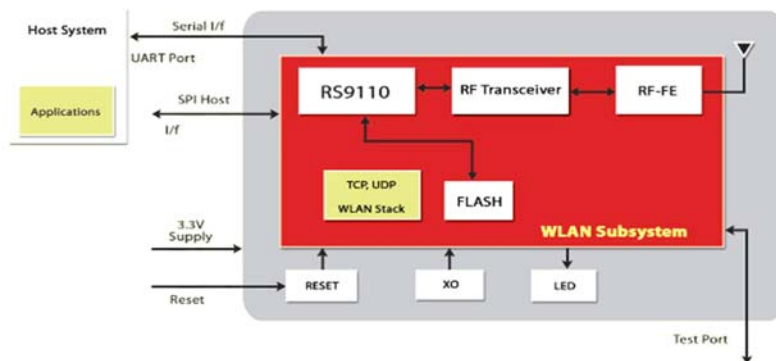 Host System
Serial I/f
UART Port
Applications
SPI Host
I/f
RS9110
RF Transceiver
RF-FE
TCP, UDP
WLAN Stack
FLASH
WLAN Subsystem
3.3V
Supply
Reset
RESET
XO
LED
Test Port